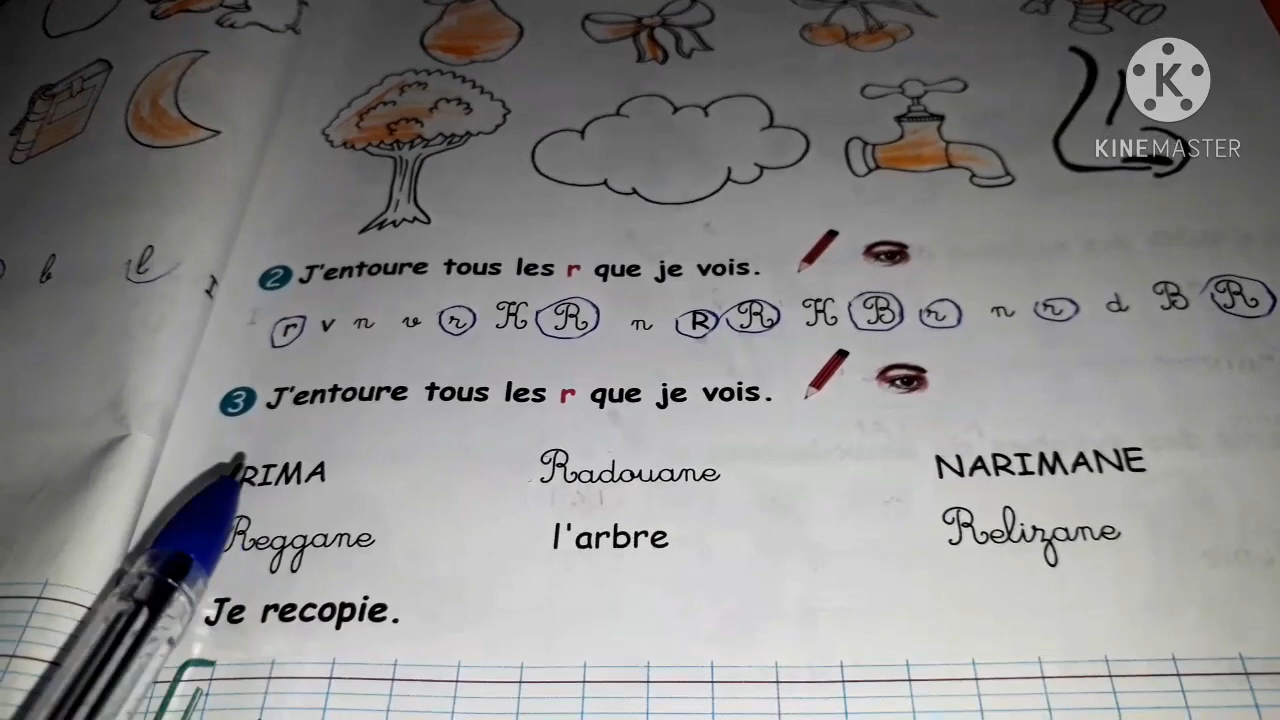 KINEMASTER
b l
2 J'entoure tous les r que je vois.
r v n v r H R n R R H B r n r d B R
3 J'entoure tous les r que je vois.
RIMA Radouane NARIMANE
Reggane l'arbre Relizane
Je recopie.